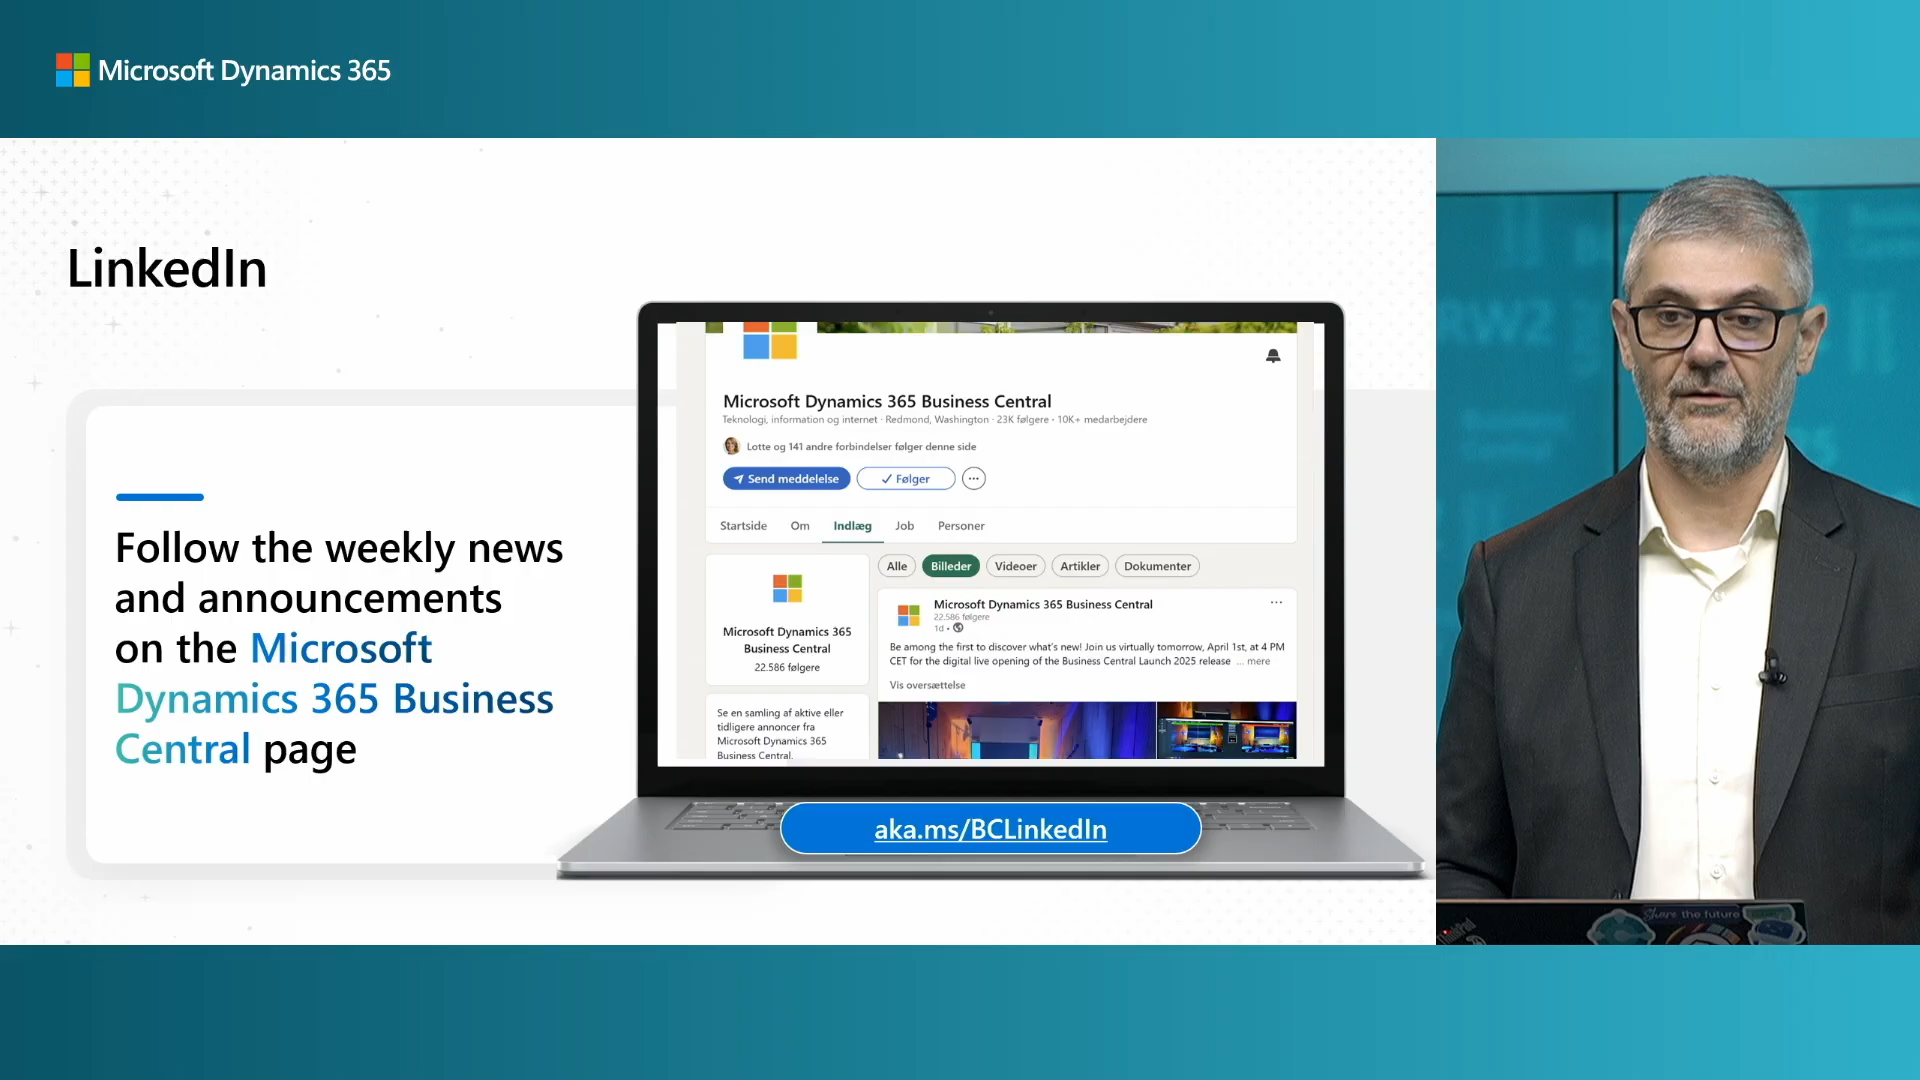 Microsoft Dynamics 365
LinkedIn
Follow the weekly news
and announcements
on the Microsoft
Dynamics 365 Business
Central page
Microsoft Dynamics 365 Business Central
Teknologi, information og internet · Redmond, Washington · 23K følgere · 10K+ medarbejdere
Lotte og 141 andre forbindelser følger denne side
Send meddelelse
Følger
Startside Om Indlæg Job Personer
Alle Billeder Videoer Artikler Dokumenter
Microsoft Dynamics 365
Business Central
22.586 følgere
Se en samling af aktive eller
tidligere annoncer fra
Microsoft Dynamics 365
Business Central.
Microsoft Dynamics 365 Business Central
22.586 følgere
1d •
Be among the first to discover what's new! Join us virtually tomorrow, April 1st, at 4 PM
CET for the digital live opening of the Business Central Launch 2025 release ... mere
Vis oversættelse
aka.ms/BCLinkedIn
RW2
Share the future
ThinkPad